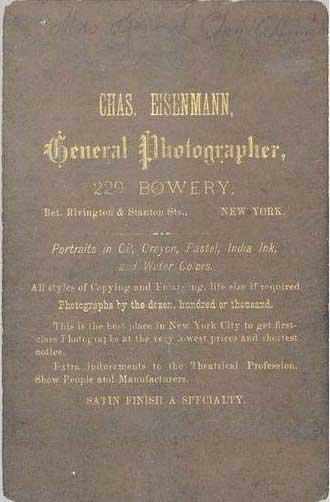 CHAS. EISENMANN,
General Photographer,
229 BOWERY,
Bet. Rivington & Stanton Sts., NEW YORK.
Portraits in Oil, Crayon, Pastel, India Ink,
and Water Colors.
All styles of Copying and Enlarging, life size if required
Photographs by the dozen, hundred or thousand.
This is the best place in New York City to get first-
class Photographs at the very lowest prices and shortest
notice.
Extra inducements to the Theatrical Profession,
Show People and Manufacturers.
SATIN FINISH A SPECIALTY.